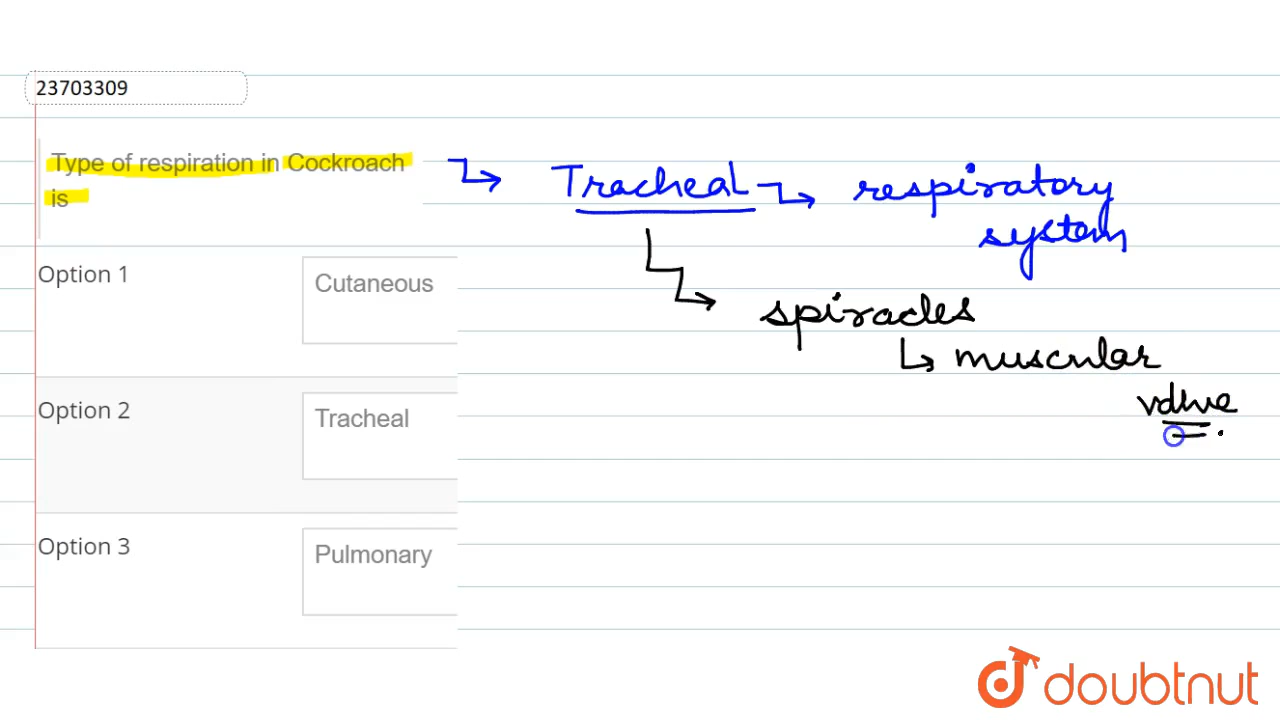 23703309
Type of respiration in Cockroach
is
Tracheal
respiratory
system
Option 1
Cutaneous
spiracles
muscular
valve
Option 2
Tracheal
Option 3
Pulmonary
doubtnut